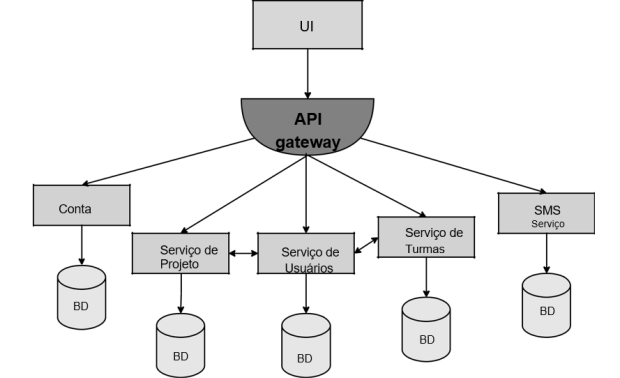 UI
API
gateway
Conta
Serviço de
Projeto
Serviço de
Usuários
Serviço de
Turmas
SMS
Serviço
BD
BD
BD
BD
BD